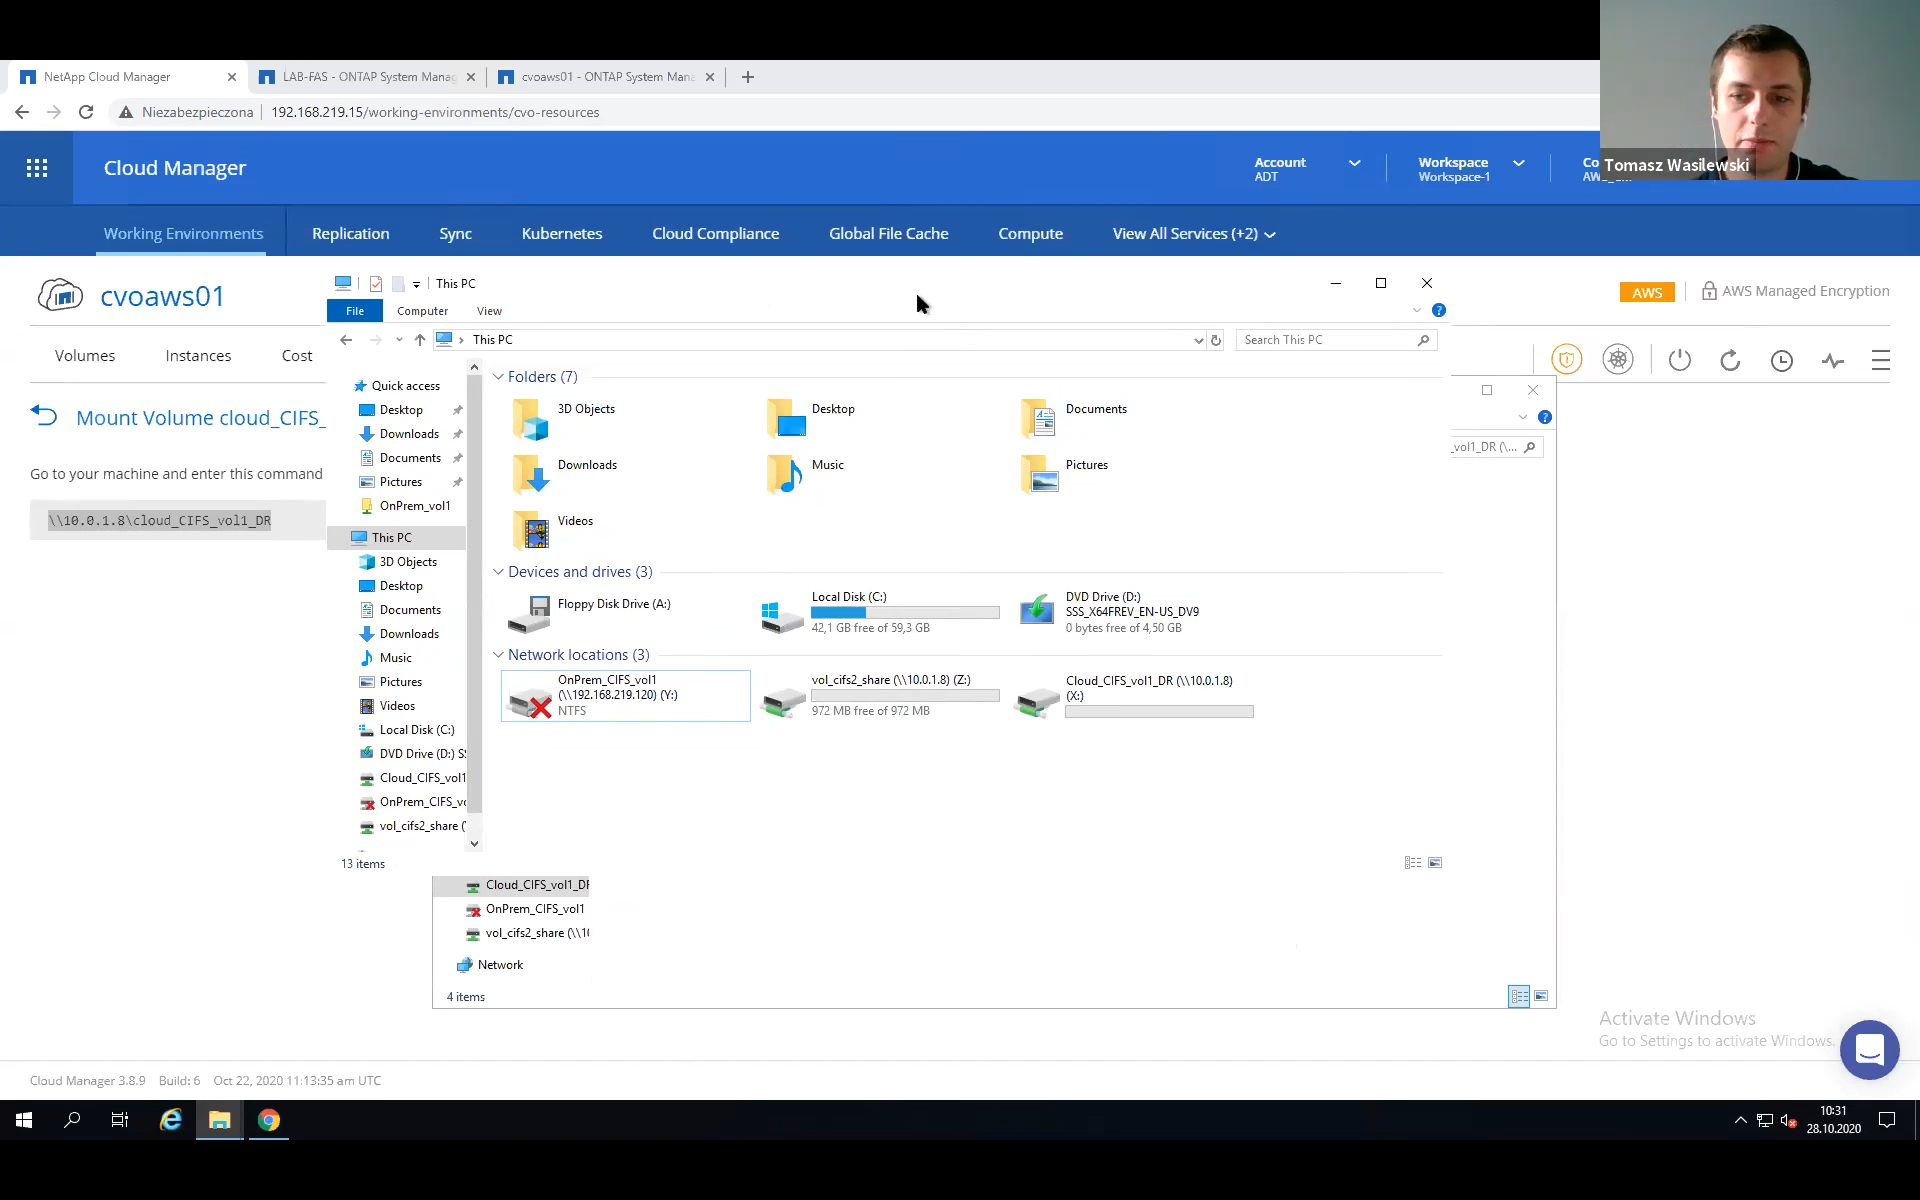 NetApp Cloud Manager
LAB-FAS - ONTAP System Manag
cvoaws01 - ONTAP System Mana
Niezabezpieczona
192.168.219.15/working-environments/cvo-resources
Tomasz Wasilewski
Cloud Manager
Account
ADT
Workspace
Workspace-1
Co
Working Environments
Replication
Sync
Kubernetes
Cloud Compliance
Global File Cache
Compute
View All Services (+2)
cvoaws01
AWS
AWS Managed Encryption
Volumes
Instances
Cost
Mount Volume cloud_CIFS_
Go to your machine and enter this command
\\10.0.1.8\cloud_CIFS_vol1_DR
This PC
File
Computer
View
This PC
Search This PC
Quick access
Desktop
Downloads
Documents
Pictures
OnPrem_vol1
This PC
3D Objects
Desktop
Documents
Downloads
Music
Pictures
Videos
Local Disk (C:)
DVD Drive (D:) S
Cloud_CIFS_vol1
OnPrem_CIFS_vo
vol_cifs2_share (
13 items
Folders (7)
3D Objects
Desktop
Documents
Downloads
Music
Pictures
Videos
Devices and drives (3)
Floppy Disk Drive (A:)
Local Disk (C:)
42,1 GB free of 59,3 GB
DVD Drive (D:)
SSS_X64FREV_EN-US_DV9
0 bytes free of 4,50 GB
Network locations (3)
OnPrem_CIFS_vol1
(\\192.168.219.120) (Y:)
NTFS
vol_cifs2_share (\\10.0.1.8) (Z:)
972 MB free of 972 MB
Cloud_CIFS_vol1_DR (\\10.0.1.8)
(X:)
_vol1_DR (\...
Cloud_CIFS_vol1_DR
OnPrem_CIFS_vol1
vol_cifs2_share (\\10
Network
4 items
Activate Windows
Go to Settings to activate Windows.
Cloud Manager 3.8.9 Build: 6 Oct 22, 2020 11:13:35 am UTC
10:31
28.10.2020